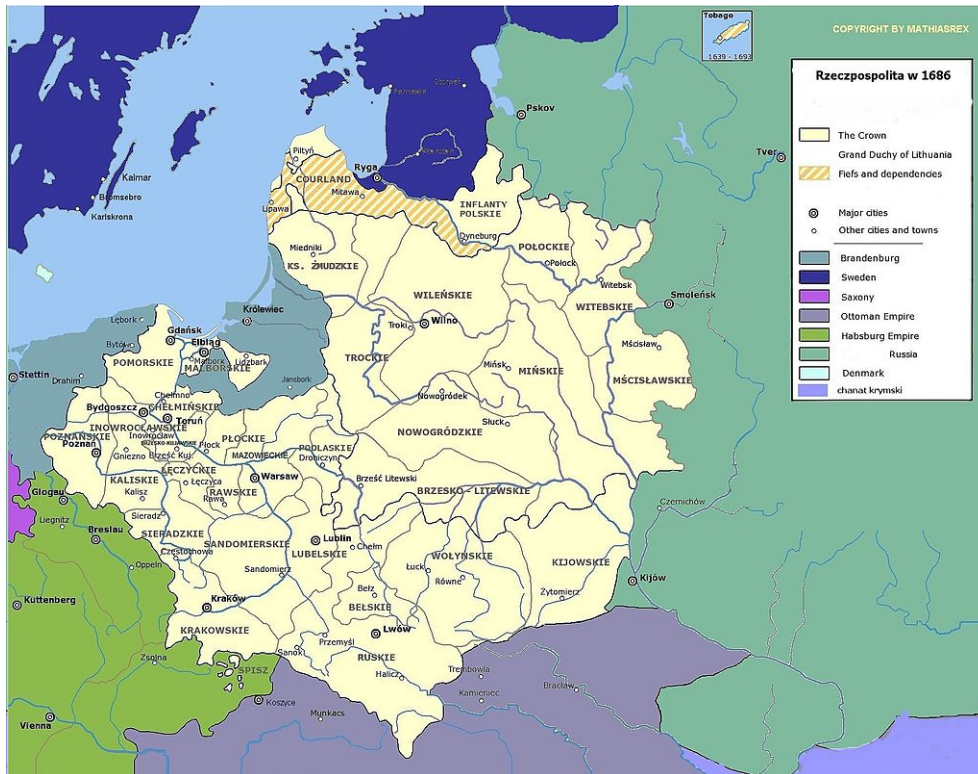 Tobago
1639 - 1693
COPYRIGHT BY MATHIASREX
Rzeczpospolita w 1686
The Crown
Grand Duchy of Lithuania
Fiefs and dependencies
Major cities
Other cities and towns
Brandenburg
Sweden
Saxony
Ottoman Empire
Habsburg Empire
Russia
Denmark
chanat krymski
Pskov
Tver
Kalmar
Bromsebro
Karlskrona
Piltyń
Ryga
COURLAND
Mitawa
Lipawa
INFLANTY
POLSKIE
Dyneburg
Miedniki
KS. ŻMUDZKIE
POŁOCKIE
Połock
Witebsk
WILEŃSKIE
WITEBSKIE
Smoleńsk
Królewiec
Lębork
Gdańsk
Troki
Wilno
Bytów
Elbląg
Malbork
Lidzbark
MALBORSKIE
POMORSKIE
TROCKIE
Mińsk
MIŃSKIE
Mścisław
MŚCISŁAWSKIE
Stettin
Drahim
Jansbork
Chełmno
Nowogródek
Bydgoszcz
CHEŁMIŃSKIE
Toruń
INOWROCŁAWSKIE
Słuck
NOWOGRÓDZKIE
POZNAŃSKIE
Poznań
Inowrocław
Gniezno
Brześć Kuj.
Płock
PŁOCKIE
MAZOWIECKIE
PODLASKIE
Drohiczyn
ŁĘCZYCKIE
Łęczyca
KALISKIE
Kalisz
RAWSKIE
Rawa
Warsaw
Brześć Litewski
BRZESKO - LITEWSKIE
Glogau
Liegnitz
Sieradz
Czernichów
Breslau
SIERADZKIE
SANDOMIERSKIE
Lublin
LUBELSKIE
Chełm
WOŁYŃSKIE
KIJOWSKIE
Częstochowa
Oppeln
Sandomierz
Łuck
Równe
Kijów
Bełz
BEŁSKIE
Żytomierz
Kuttenberg
Kraków
KRAKOWSKIE
Lwów
Przemyśl
Sanok
RUSKIE
Halicz
Zsolna
SPISZ
Trembowla
Kamieniec
Bracław
Koszyce
Munkacs
Vienna